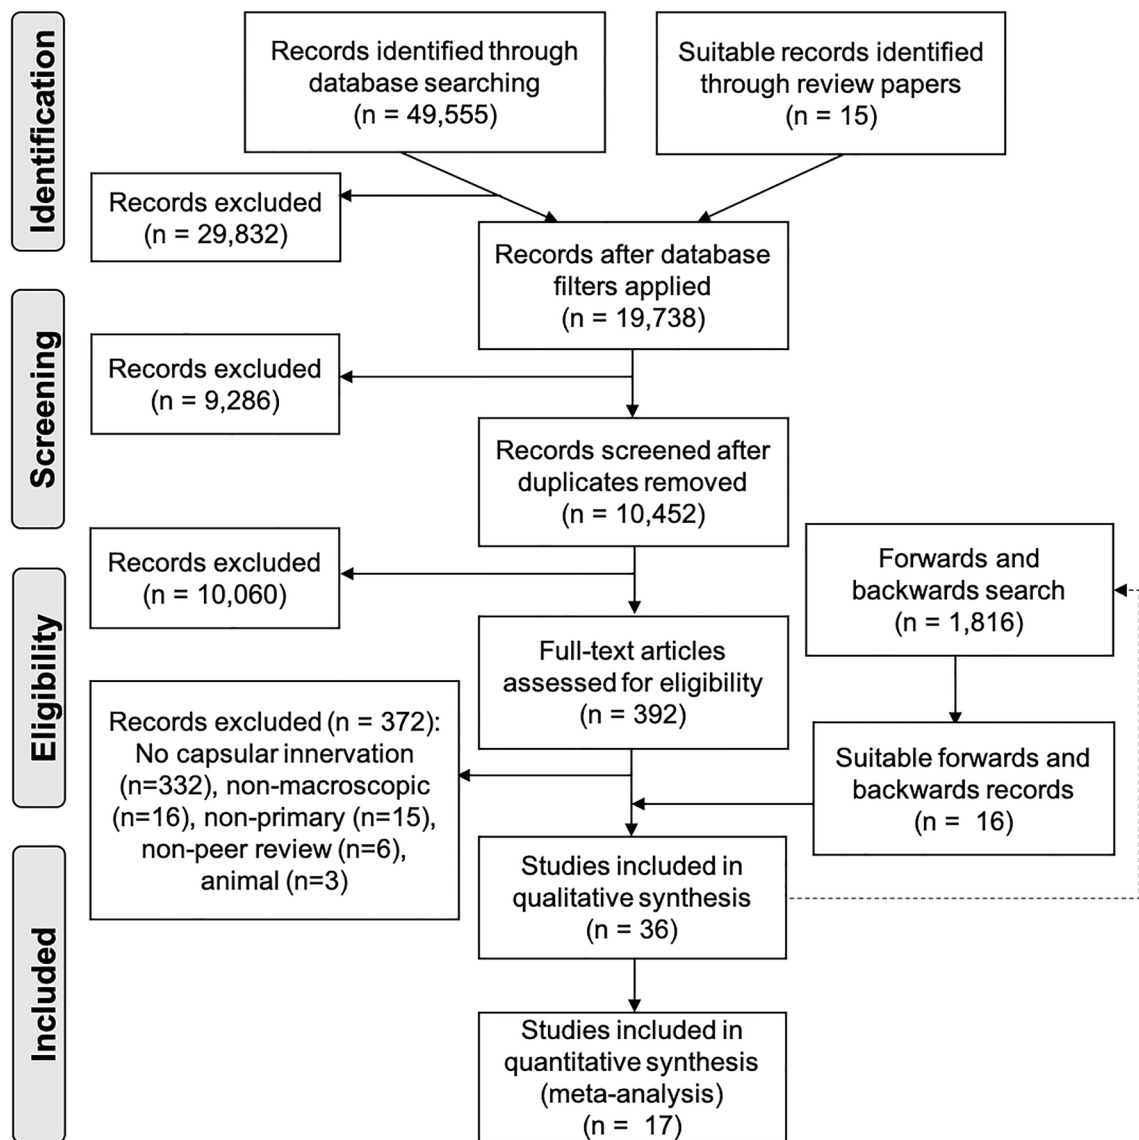 Identification
Records identified through
database searching
(n = 49,555)
Suitable records identified
through review papers
(n = 15)
Records excluded
(n = 29,832)
Records after database
filters applied
(n = 19,738)
Screening
Records excluded
(n = 9,286)
Records screened after
duplicates removed
(n = 10,452)
Eligibility
Records excluded
(n = 10,060)
Full-text articles
assessed for eligibility
(n = 392)
Forwards and
backwards search
(n = 1,816)
Records excluded (n = 372):
No capsular innervation
(n=332), non-macroscopic
(n=16), non-primary (n=15),
non-peer review (n=6),
animal (n=3)
Suitable forwards and
backwards records
(n = 16)
Included
Studies included in
qualitative synthesis
(n = 36)
Studies included in
quantitative synthesis
(meta-analysis)
(n = 17)